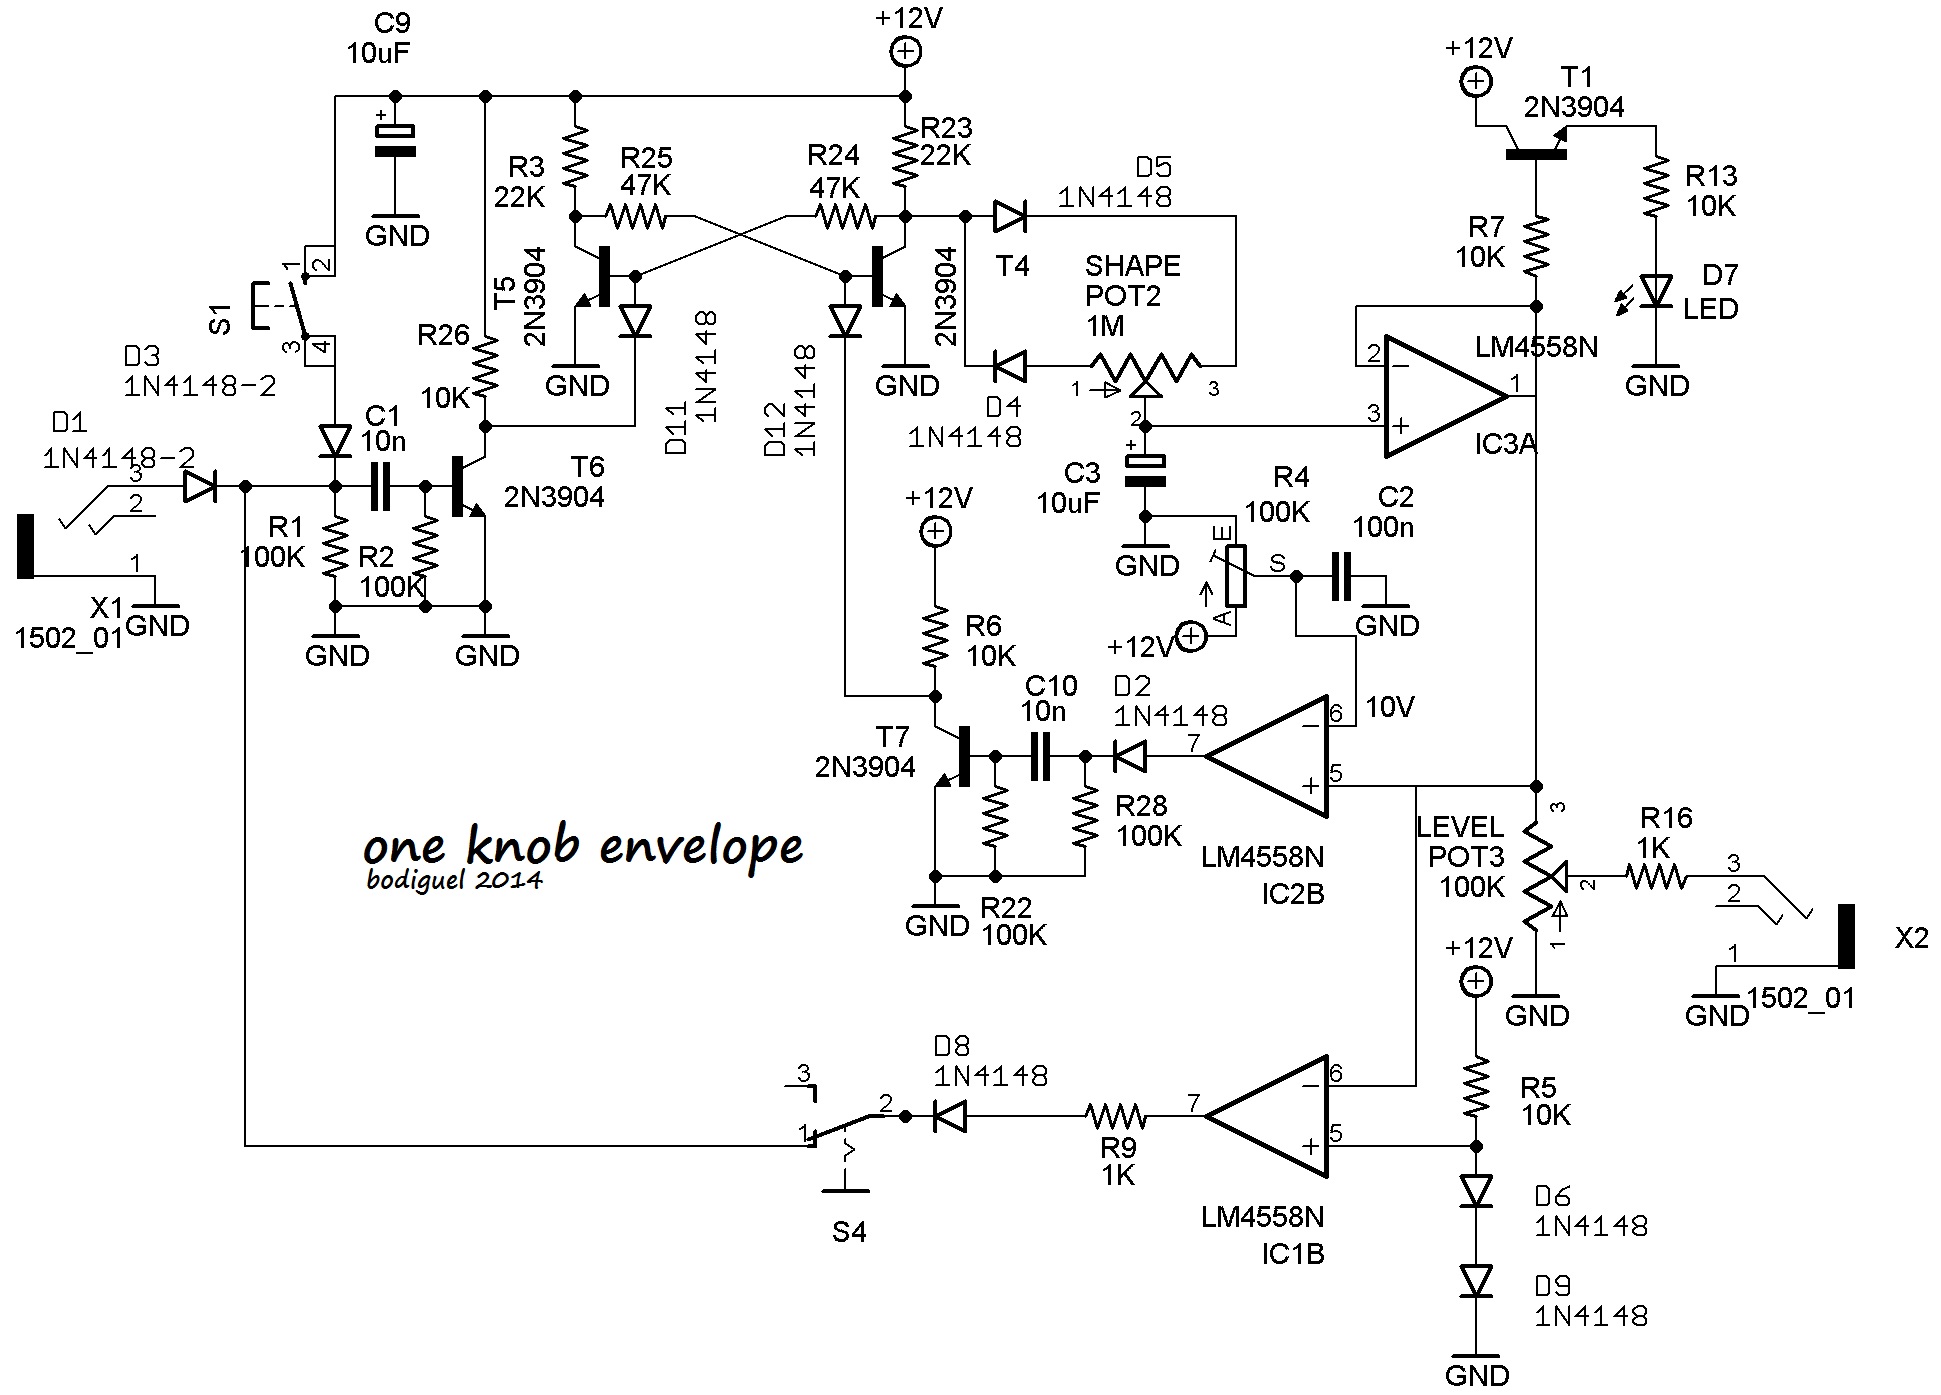 C9
10uF
+12V
+12V
T1
2N3904
R3
22K
R25
47K
R24
47K
R23
22K
D5
1N4148
R13
10K
R7
10K
GND
+
1
2
S1
3
4
T5
2N3904
2N3904
T4
SHAPE
POT2
1M
D7
LED
GND
R26
10K
GND
D11
1N4148
D12
1N4148
GND
1
3
2
D4
1N4148
2
3
1
−
+
LM4558N
IC3A
D3
1N4148-2
D1
1N4148-2
C1
10n
3
2
1
T6
2N3904
R1
100K
R2
100K
X1
1502_01
GND
GND
GND
+
C3
10uF
GND
R4
100K
E
S
A
+12V
C2
100n
GND
+12V
R6
10K
C10
10n
D2
1N4148
10V
6
7
5
−
+
T7
2N3904
R28
100K
R22
100K
GND
LM4558N
IC2B
one knob envelope
bodiguel 2014
LEVEL
POT3
100K
3
2
1
R16
1K
3
2
1
X2
1502_01
GND
GND
+12V
R5
10K
D8
1N4148
3
2
1
S4
R9
1K
7
6
5
−
+
LM4558N
IC1B
D6
1N4148
D9
1N4148
GND